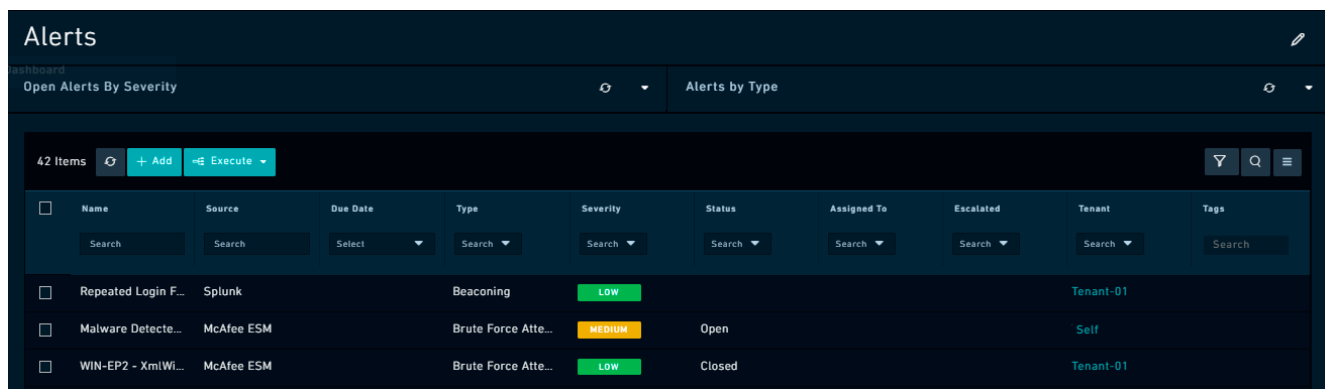 Alerts
Dashboard
Open Alerts By Severity Alerts by Type
42 Items + Add Execute
Name Source Due Date Type Severity Status Assigned To Escalated Tenant Tags
Search Search Select Search Search Search Search Search Search Search
Repeated Login F... Splunk Beaconing LOW Tenant-01
Malware Detecte... McAfee ESM Brute Force Atte... MEDIUM Open Self
WIN-EP2 - XmlWi... McAfee ESM Brute Force Atte... LOW Closed Tenant-01